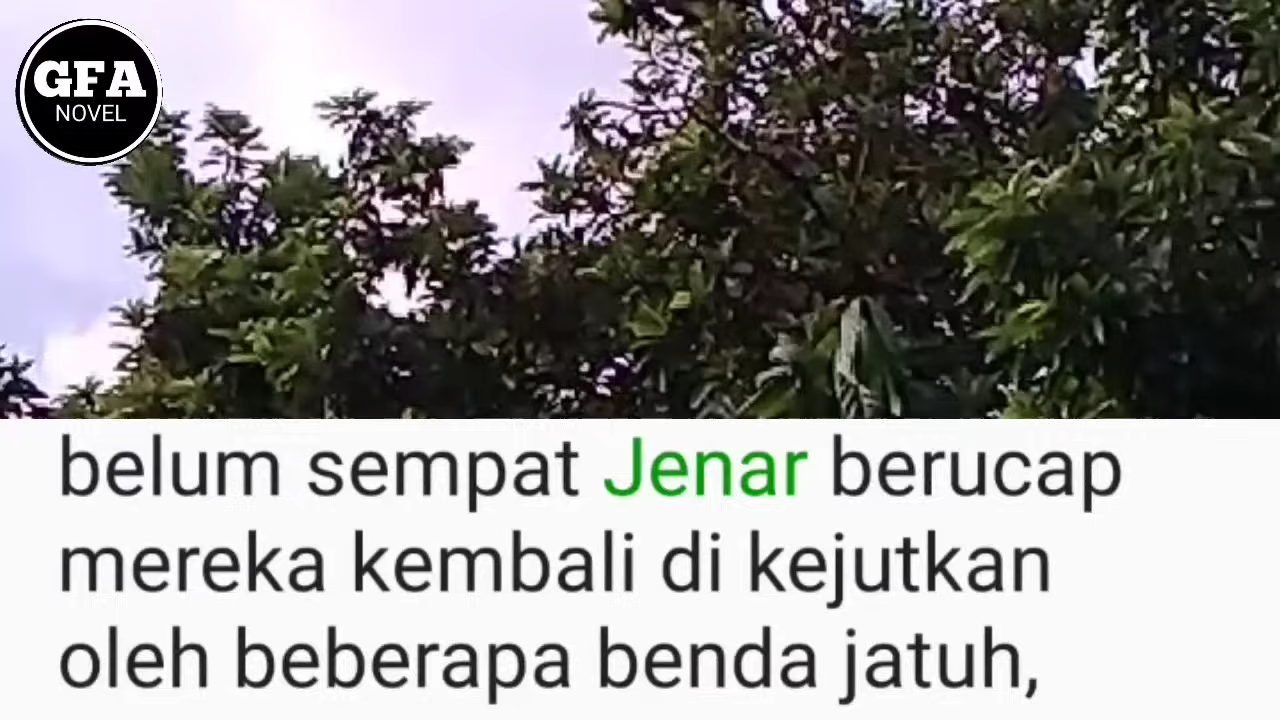 GFA
NOVEL
belum sempat Jenar berucap
mereka kembali di kejutkan
oleh beberapa benda jatuh,